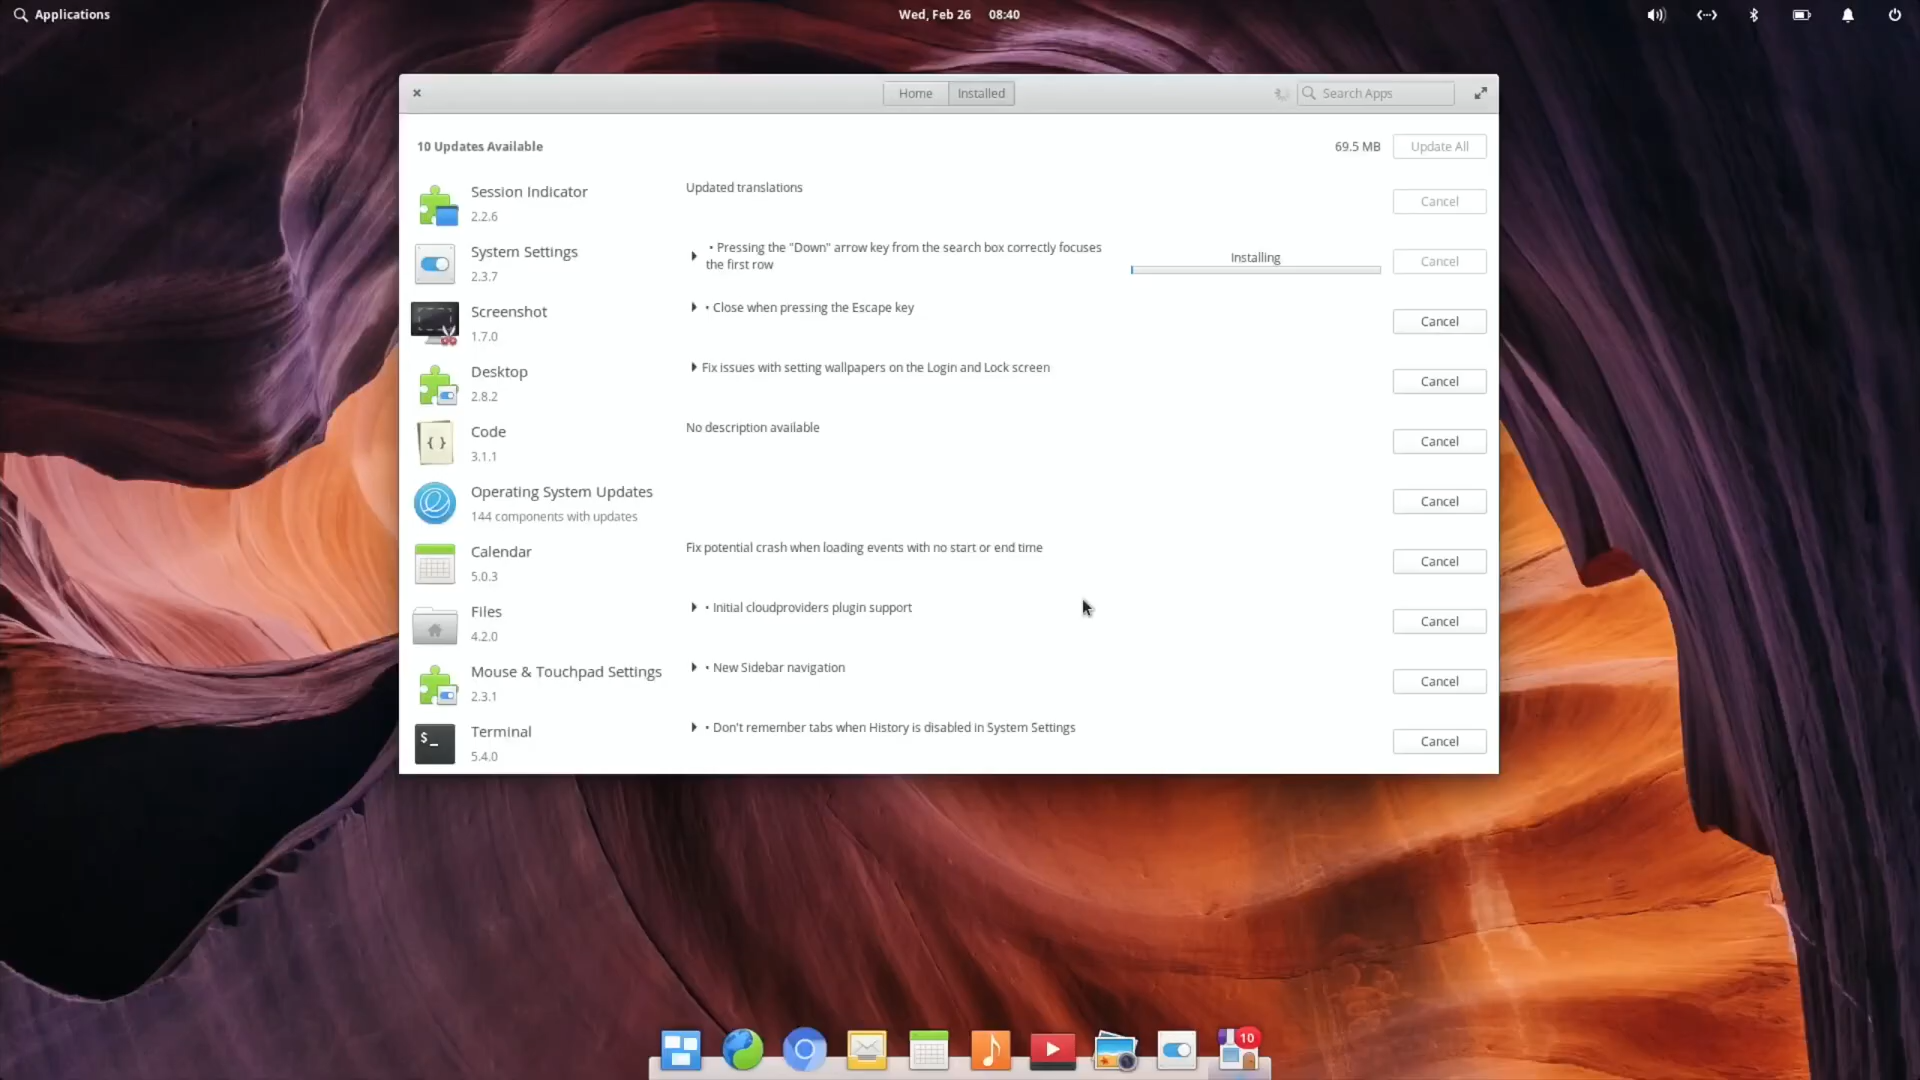 Applications
Wed, Feb 26 08:40
Home
Installed
Search Apps
10 Updates Available
69.5 MB
Update All
Session Indicator
2.2.6
Updated translations
Cancel
System Settings
2.3.7
• Pressing the "Down" arrow key from the search box correctly focuses
the first row
Installing
Cancel
Screenshot
1.7.0
• Close when pressing the Escape key
Cancel
Desktop
2.8.2
Fix issues with setting wallpapers on the Login and Lock screen
Cancel
Code
3.1.1
No description available
Cancel
Operating System Updates
144 components with updates
Cancel
Calendar
5.0.3
Fix potential crash when loading events with no start or end time
Cancel
Files
4.2.0
• Initial cloudproviders plugin support
Cancel
Mouse & Touchpad Settings
2.3.1
• New Sidebar navigation
Cancel
$_
Terminal
5.4.0
• Don't remember tabs when History is disabled in System Settings
Cancel
10